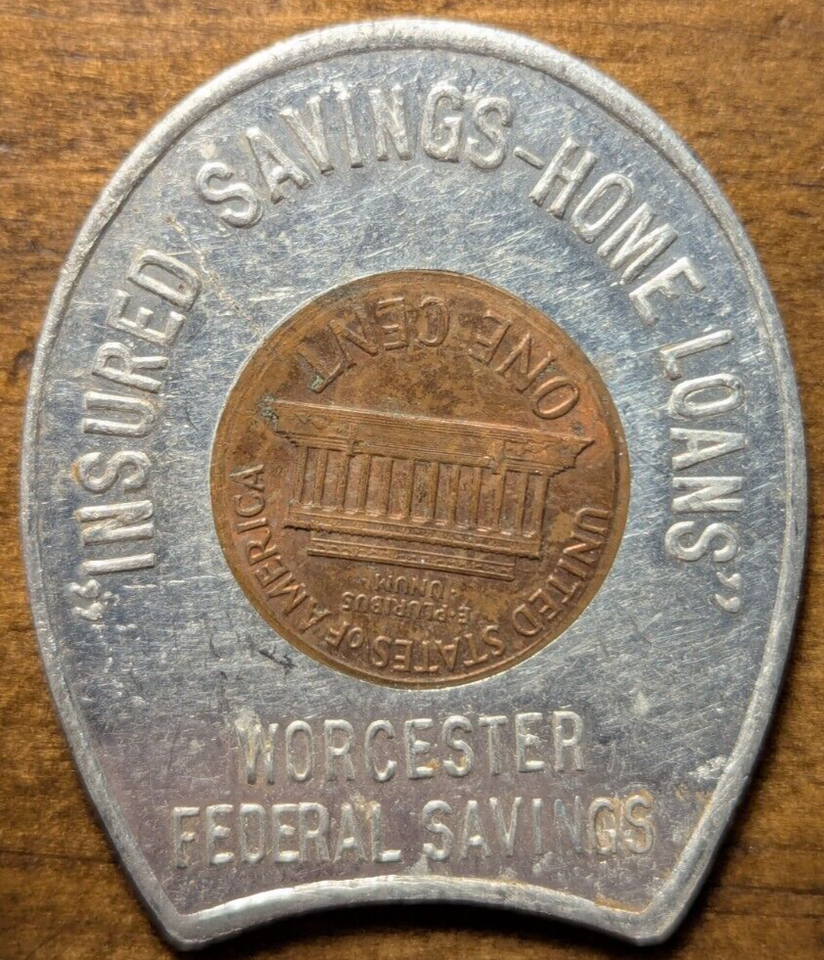 “INSURED SAVINGS-HOME LOANS”
ONE CENT
E·PLURIBUS
·UNUM·
UNITED STATES OF AMERICA
WORCESTER
FEDERAL SAVINGS